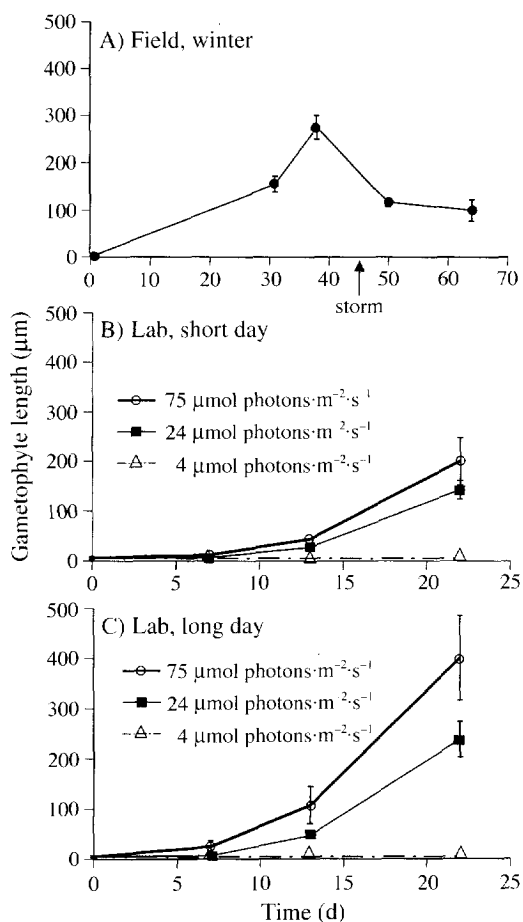 A) Field, winter
500
400
300
200
100
0
0 10 20 30 40 50 60 70
storm
Gametophyte length (μm)
B) Lab, short day
500
400
300
200
100
0
75 μmol photons·m⁻²·s⁻¹
24 μmol photons·m⁻²·s⁻¹
4 μmol photons·m⁻²·s⁻¹
0 5 10 15 20 25
C) Lab, long day
500
400
300
200
100
0
75 μmol photons·m⁻²·s⁻¹
24 μmol photons·m⁻²·s⁻¹
4 μmol photons·m⁻²·s⁻¹
0 5 10 15 20 25
Time (d)